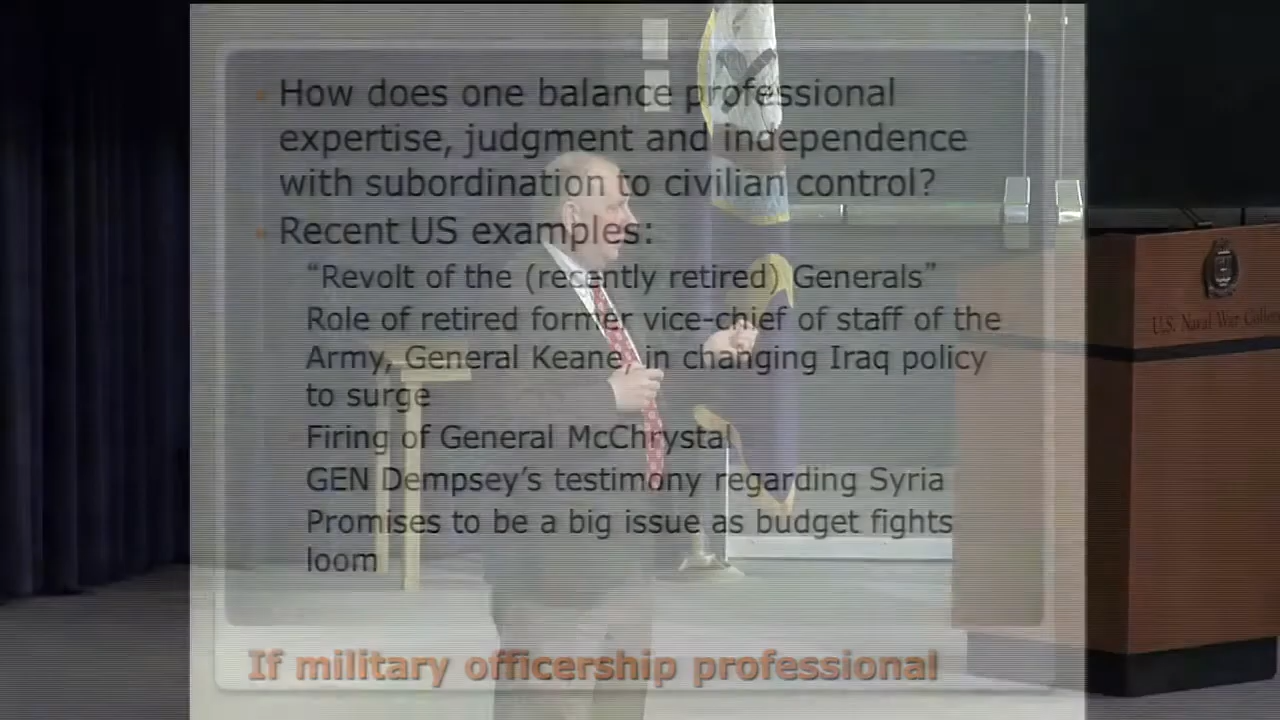 How does one balance professional
expertise, judgment and independence
with subordination to civilian control?
Recent US examples:
“Revolt of the (recently retired) Generals”
Role of retired former vice-chief of staff of the
Army, General Keane, in changing Iraq policy
to surge
Firing of General McChrystal
GEN Dempsey’s testimony regarding Syria
Promises to be a big issue as budget fights
loom
If military officership professional
U.S. Naval War College